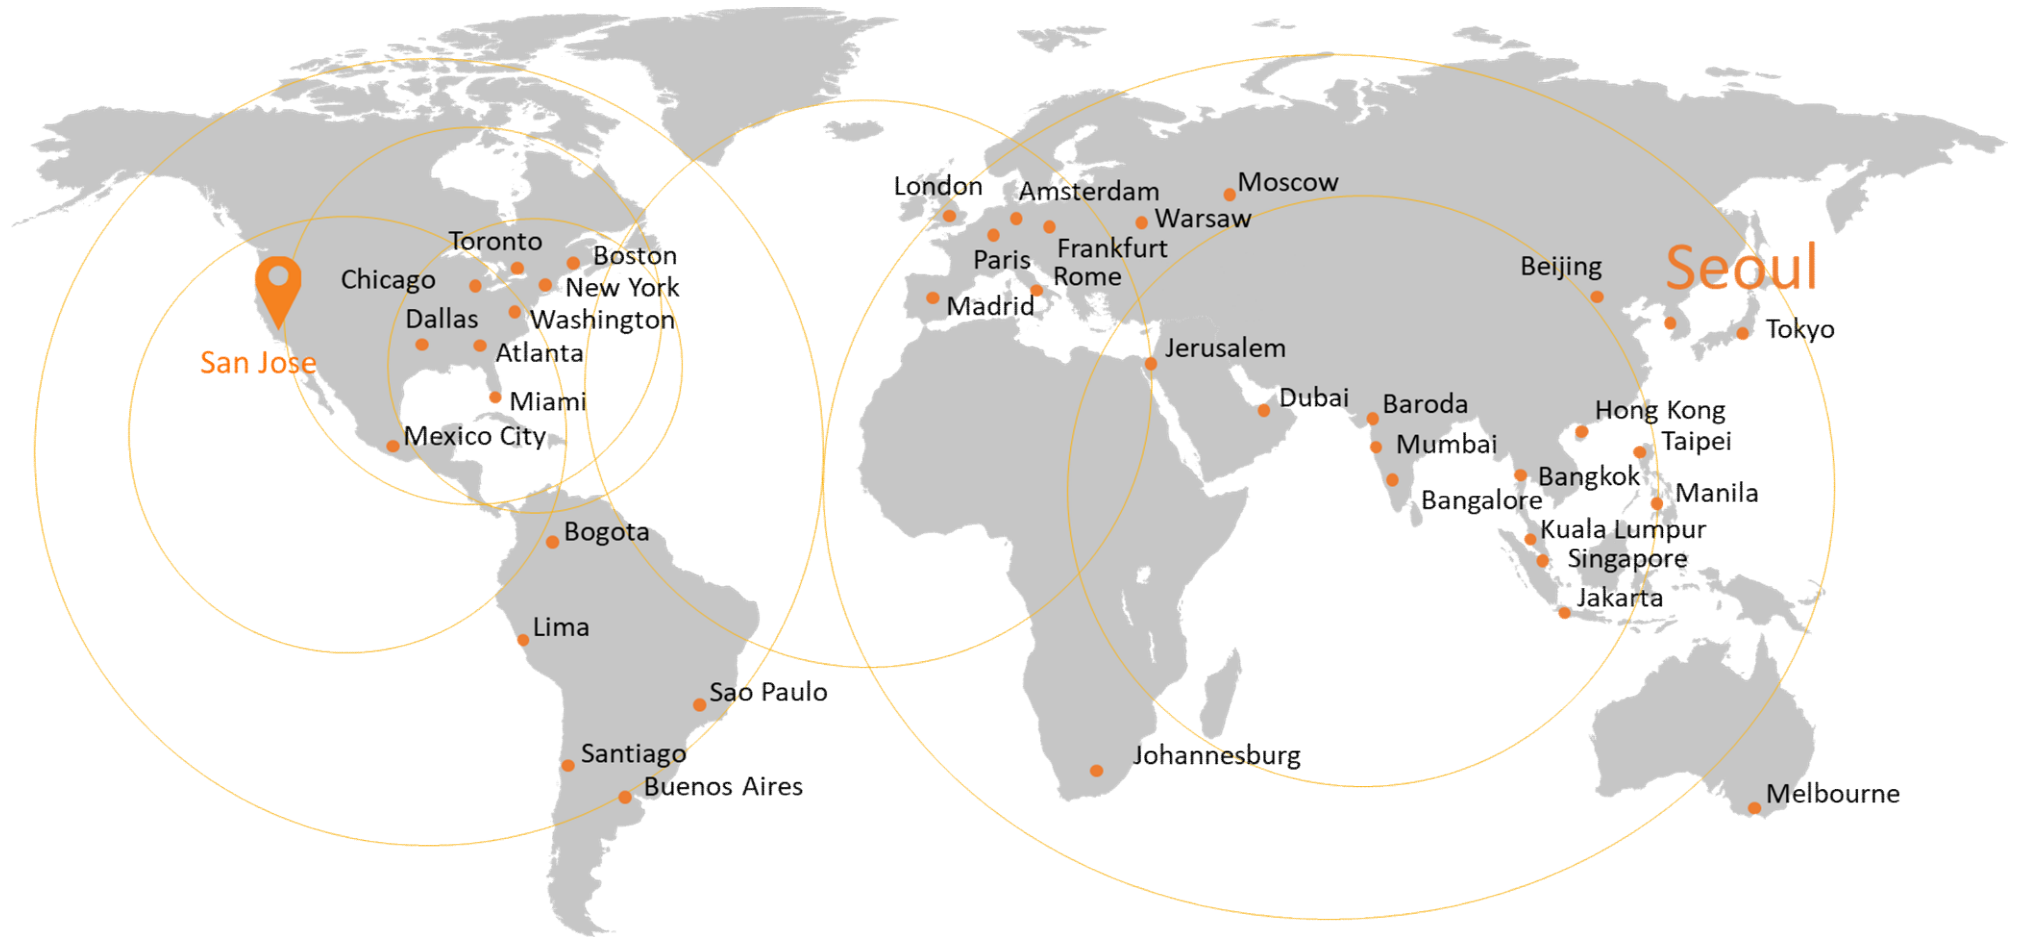 London
Amsterdam
Moscow
Warsaw
Toronto
Boston
Frankfurt
Paris
Rome
Beijing
Seoul
Chicago
New York
Madrid
Dallas
Washington
Tokyo
San Jose
Atlanta
Jerusalem
Miami
Dubai
Baroda
Hong Kong
Mexico City
Mumbai
Taipei
Bangkok
Bangalore
Manila
Bogota
Kuala Lumpur
Singapore
Jakarta
Lima
Sao Paulo
Santiago
Johannesburg
Buenos Aires
Melbourne